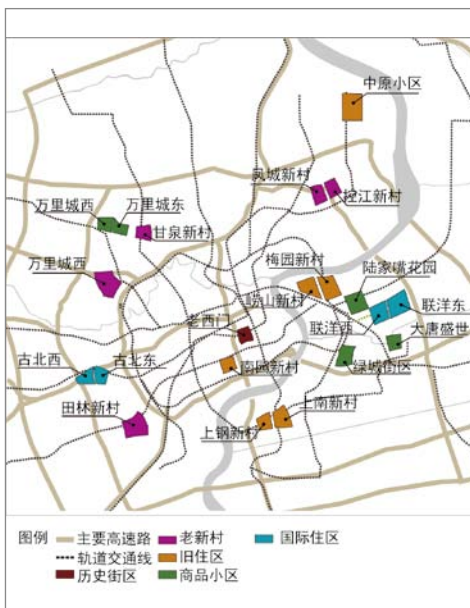 中原小区
凤城新村
控江新村
万里城西
万里城东
甘泉新村
梅园新村
陆家嘴花园
万里城西
崂山新村
联洋东
老西门
联洋西
大唐盛世
古北西
古北东
绿城街区
田林新村
上南新村
上钢新村
图例
主要高速路
老新村
国际住区
轨道交通线
旧住区
历史街区
商品小区